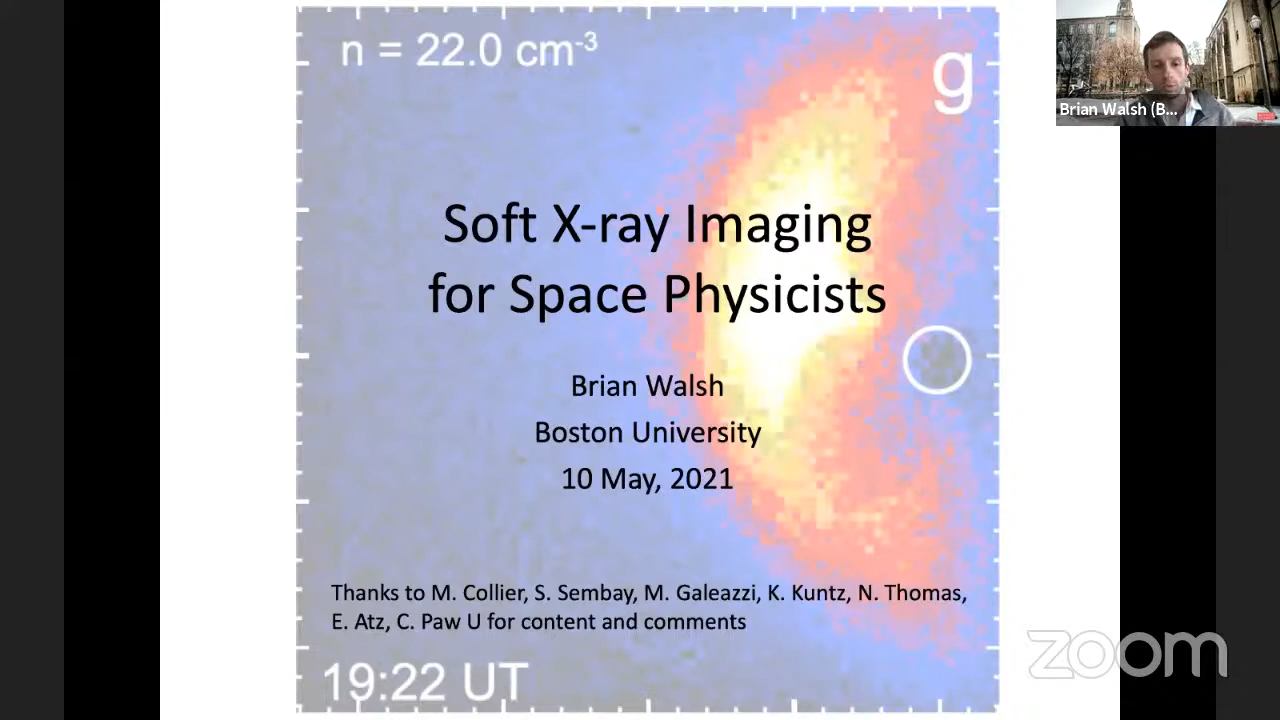 n = 22.0 cm⁻³
g
Brian Walsh (B...
Soft X-ray Imaging
for Space Physicists
Brian Walsh
Boston University
10 May, 2021
Thanks to M. Collier, S. Sembay, M. Galeazzi, K. Kuntz, N. Thomas,
E. Atz, C. Paw U for content and comments
19:22 UT
zoom